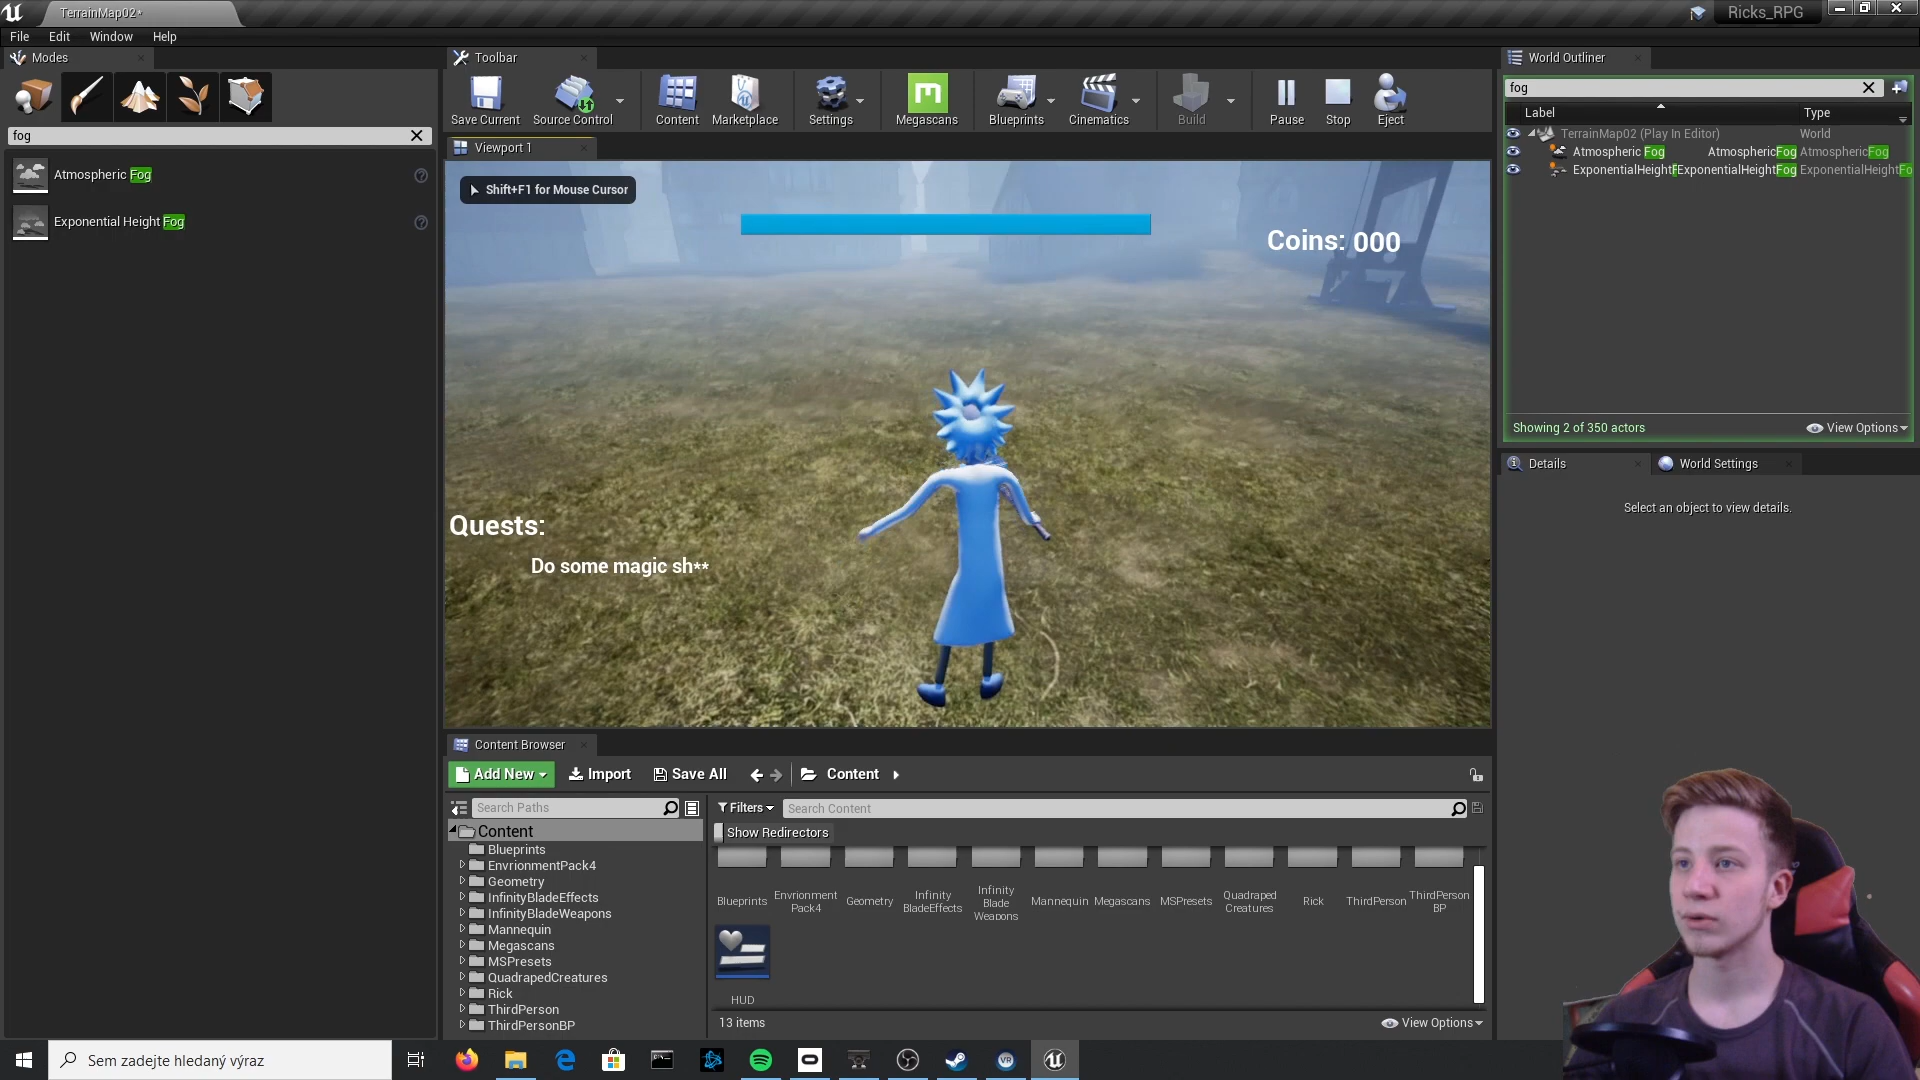 TerrainMap02*
Ricks_RPG
File Edit Window Help
Modes
Toolbar
World Outliner
Save Current
Source Control
Content
Marketplace
Settings
Megascans
Blueprints
Cinematics
Build
Pause
Stop
Eject
fog
fog
Label
Type
TerrainMap02 (Play In Editor) World
Atmospheric Fog AtmosphericFog AtmosphericFog
ExponentialHeightF ExponentialHeightFog ExponentialHeightFo
Showing 2 of 350 actors
View Options
Atmospheric Fog
Exponential Height Fog
Viewport 1
Shift+F1 for Mouse Cursor
Coins: 000
Quests:
Do some magic sh**
Details
World Settings
Select an object to view details.
Content Browser
Add New Import Save All Content
Search Paths
Filters
Search Content
Show Redirectors
Content
Blueprints
EnvrionmentPack4
Geometry
InfinityBladeEffects
InfinityBladeWeapons
Mannequin
Megascans
MSPresets
QuadrapedCreatures
Rick
ThirdPerson
ThirdPersonBP
Blueprints
Envrionment
Pack4
Geometry
Infinity
BladeEffects
Infinity
Blade
Weapons
Mannequin
Megascans
MSPresets
Quadraped
Creatures
Rick
ThirdPerson
ThirdPerson
BP
HUD
13 items
View Options
Sem zadejte hledaný výraz